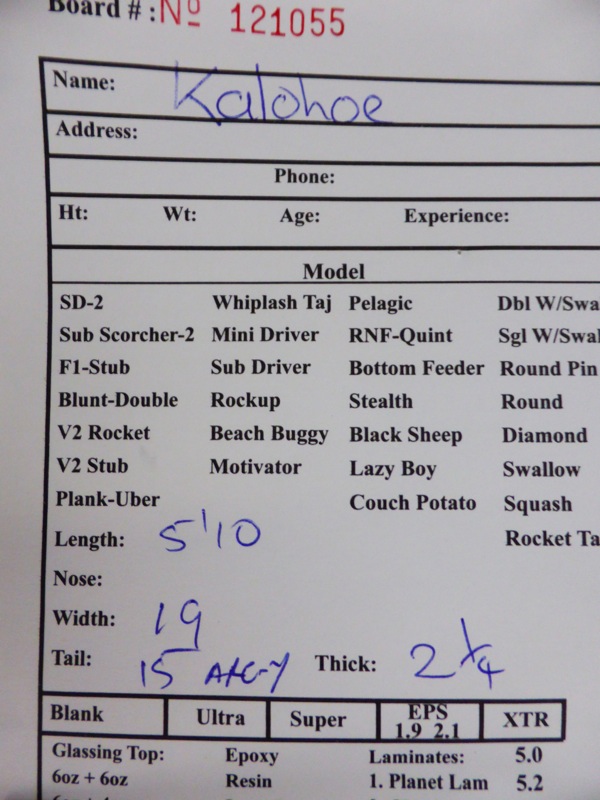 Board #: Nº 121055
Name: Kalohoe
Address:
Phone:
Ht: Wt: Age: Experience:
Model
SD-2 Whiplash Taj Pelagic Dbl W/Swa
Sub Scorcher-2 Mini Driver RNF-Quint Sgl W/Swal
F1-Stub Sub Driver Bottom Feeder Round Pin
Blunt-Double Rockup Stealth Round
V2 Rocket Beach Buggy Black Sheep Diamond
V2 Stub Motivator Lazy Boy Swallow
Plank-Uber Couch Potato Squash
Length: 5'10 Rocket Ta
Nose:
Width: 19
Tail: 15 Thick: 2 1/4
Blank Ultra Super EPS 1.9 2.1 XTR
Glassing Top: Epoxy Laminates: 5.0
6oz + 6oz Resin 1. Planet Lam 5.2